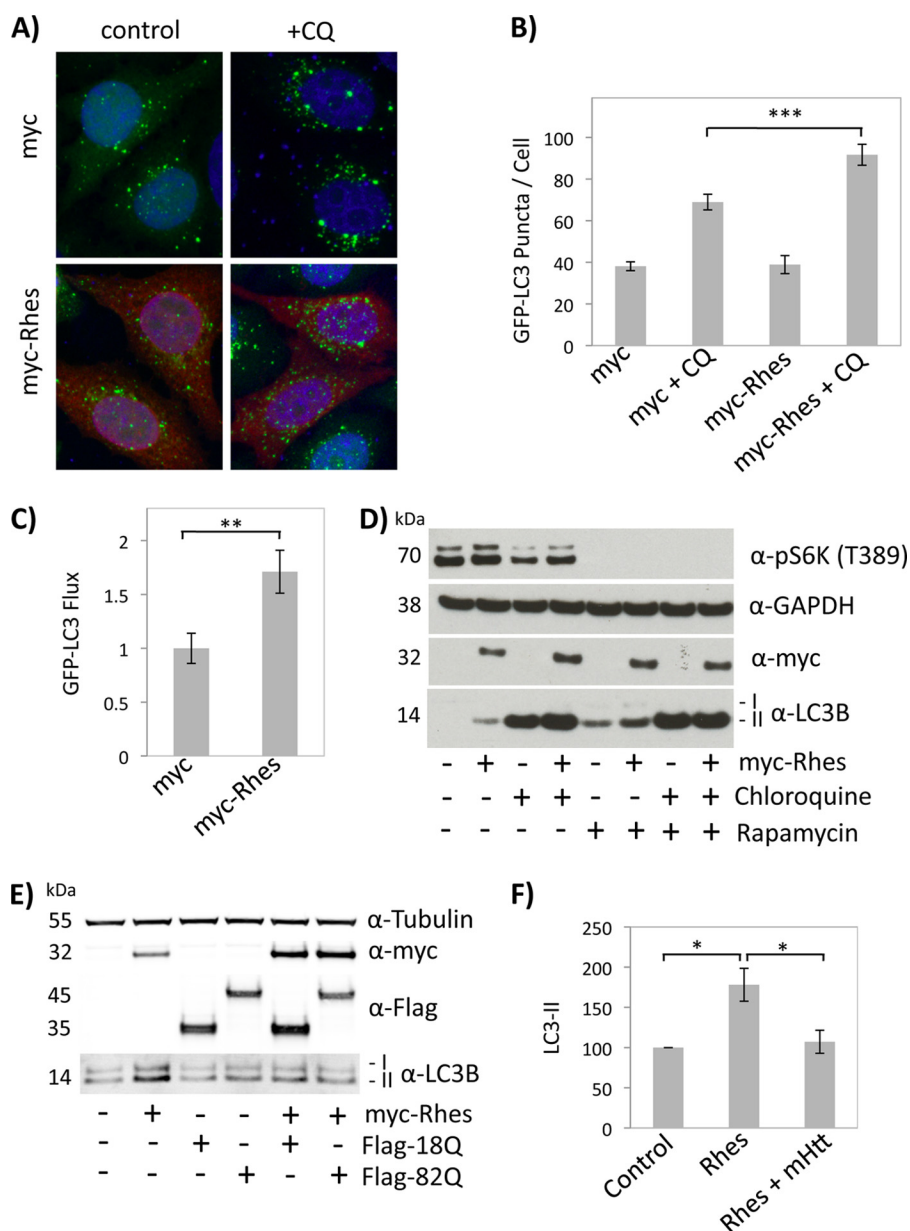 A)
control
+CQ
myc
myc-Rhes
B)
GFP-LC3 Puncta / Cell
100
80
60
40
20
0
***
myc
myc + CQ
myc-Rhes
myc-Rhes + CQ
C)
GFP-LC3 Flux
2
1.5
1
0.5
0
**
myc
myc-Rhes
D) kDa
70 α-pS6K (T389)
38 α-GAPDH
32 α-myc
- I
14 - II α-LC3B
- + - + - + - + myc-Rhes
- - + + - - + + Chloroquine
- - - - + + + + Rapamycin
E) kDa
55 α-Tubulin
32 α-myc
45
α-Flag
35
- I
14 - II α-LC3B
- + - - + + myc-Rhes
- - + - + - Flag-18Q
- - - + - + Flag-82Q
F)
LC3-II
250
200
150
100
50
0
* *
Control
Rhes
Rhes + mHtt